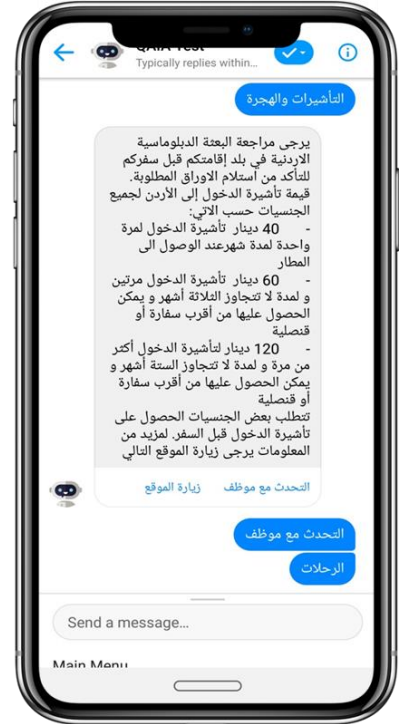 QAIA Test
Typically replies within...
التأشيرات والهجرة
يرجى مراجعة البعثة الدبلوماسية
الاردنية في بلد إقامتكم قبل سفركم
للتأكد من استلام الاوراق المطلوبة.
قيمة تأشيرة الدخول إلى الأردن لجميع
الجنسيات حسب الاتي:
- 40 دينار تأشيرة الدخول لمرة
واحدة لمدة شهرعند الوصول الى
المطار
- 60 دينار تأشيرة الدخول مرتين
و لمدة لا تتجاوز الثلاثة أشهر و يمكن
الحصول عليها من أقرب سفارة أو
قنصلية
- 120 دينار لتأشيرة الدخول أكثر
من مرة و لمدة لا تتجاوز الستة أشهر و
يمكن الحصول عليها من أقرب سفارة
أو قنصلية
تتطلب بعض الجنسيات الحصول على
تأشيرة الدخول قبل السفر. لمزيد من
المعلومات يرجى زيارة الموقع التالي
التحدث مع موظف زيارة الموقع
التحدث مع موظف
الرحلات
Send a message...
Main Menu